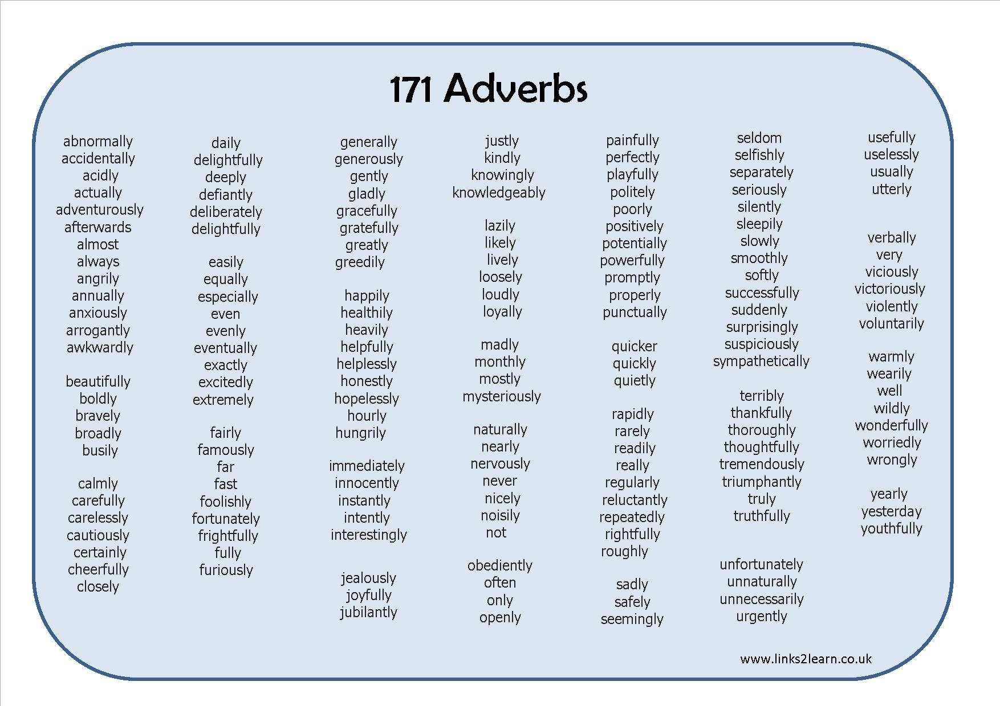 171 Adverbs
abnormally
accidentally
acidly
actually
adventurously
afterwards
almost
always
angrily
annually
anxiously
arrogantly
awkwardly
beautifully
boldly
bravely
broadly
busily
calmly
carefully
carelessly
cautiously
certainly
cheerfully
closely
daily
delightfully
deeply
defiantly
deliberately
delightfully
easily
equally
especially
even
evenly
eventually
exactly
excitedly
extremely
fairly
famously
far
fast
foolishly
fortunately
frightfully
fully
furiously
generally
generously
gently
gladly
gracefully
gratefully
greatly
greedily
happily
healthily
heavily
helpfully
helplessly
honestly
hopelessly
hourly
hungrily
immediately
innocently
instantly
intently
interestingly
jealously
joyfully
jubilantly
justly
kindly
knowingly
knowledgeably
lazily
likely
lively
loosely
loudly
loyally
madly
monthly
mostly
mysteriously
naturally
nearly
nervously
never
nicely
noisily
not
obediently
often
only
openly
painfully
perfectly
playfully
politely
poorly
positively
potentially
powerfully
promptly
properly
punctually
quicker
quickly
quietly
rapidly
rarely
readily
really
regularly
reluctantly
repeatedly
rightfully
roughly
sadly
safely
seemingly
seldom
selfishly
separately
seriously
silently
sleepily
slowly
smoothly
softly
successfully
suddenly
surprisingly
suspiciously
sympathetically
terribly
thankfully
thoroughly
thoughtfully
tremendously
triumphantly
truly
truthfully
unfortunately
unnaturally
unnecessarily
urgently
usefully
uselessly
usually
utterly
verbally
very
viciously
victoriously
violently
voluntarily
warmly
wearily
well
wildly
wonderfully
worriedly
wrongly
yearly
yesterday
youthfully
www.links2learn.co.uk